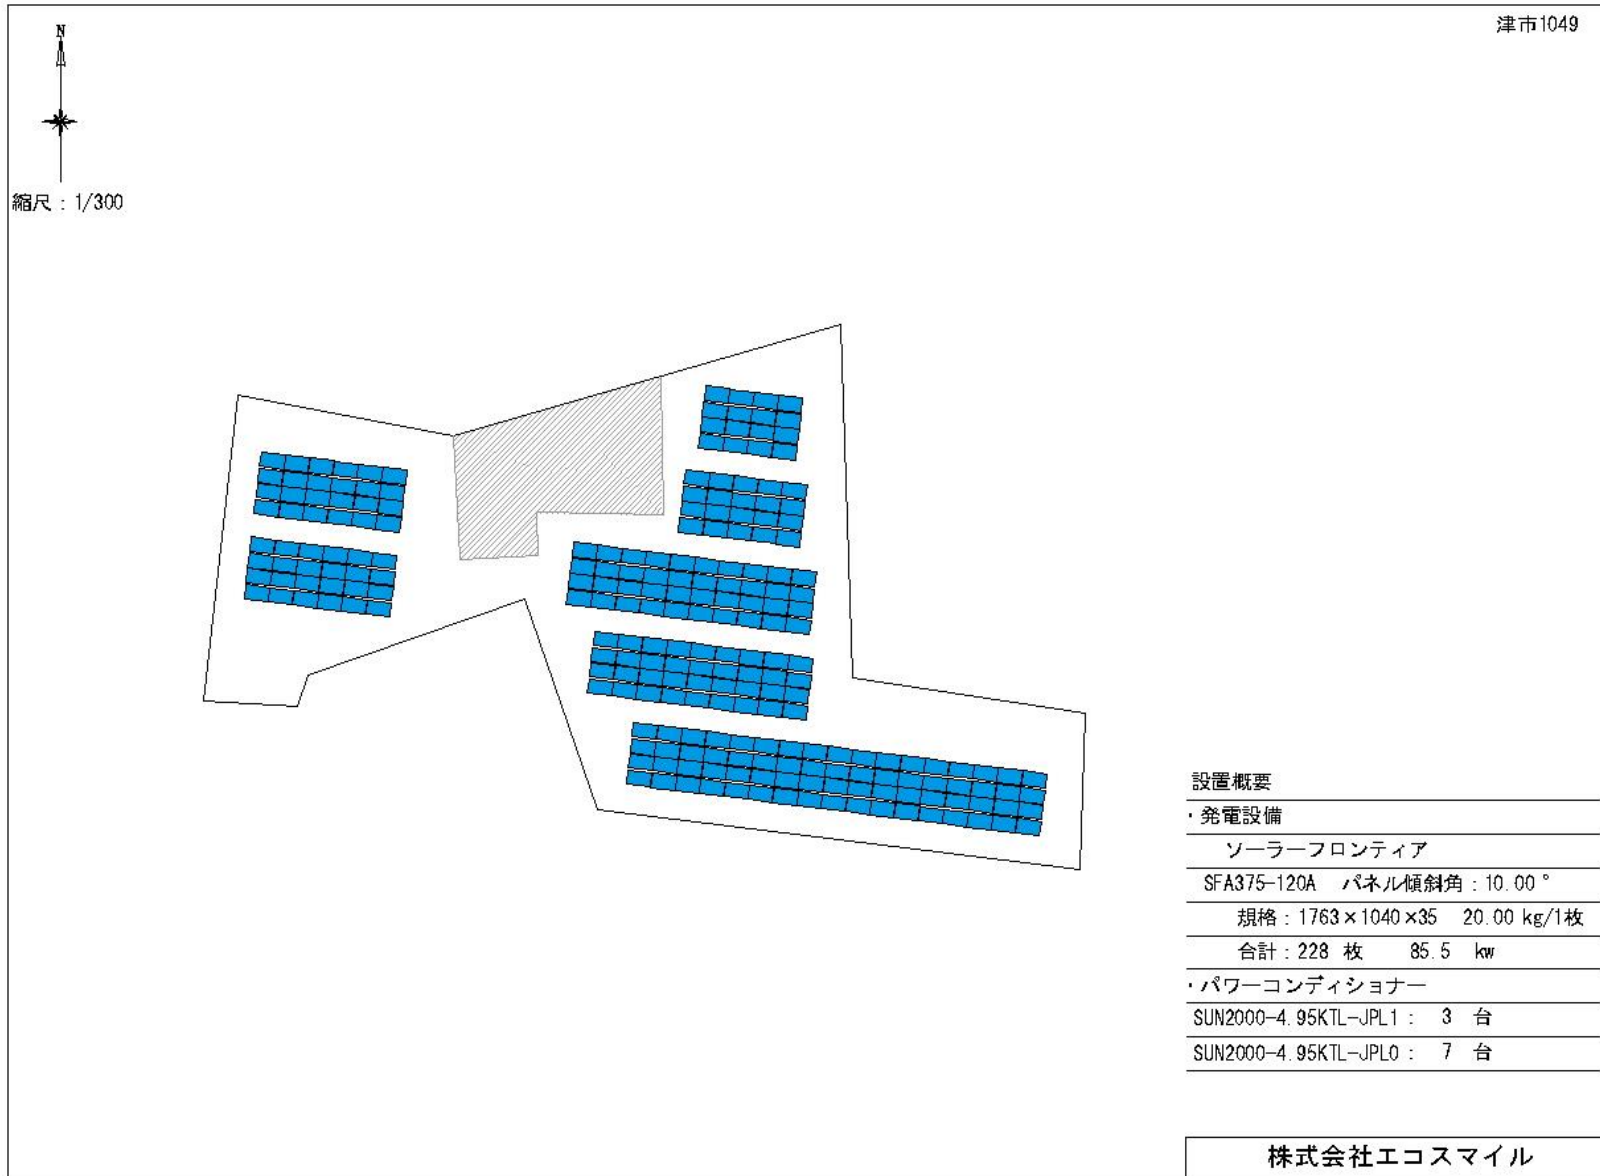 津市1049
N
縮尺：1/300
設置概要
・発電設備
ソーラーフロンティア
SFA375-120A　パネル傾斜角：10.00°
規格：1763×1040×35　20.00 kg/1枚
合計：228 枚　85.5 kw
・パワーコンディショナー
SUN2000-4.95KTL-JPL1： 3 台
SUN2000-4.95KTL-JPL0： 7 台
株式会社エコスマイル